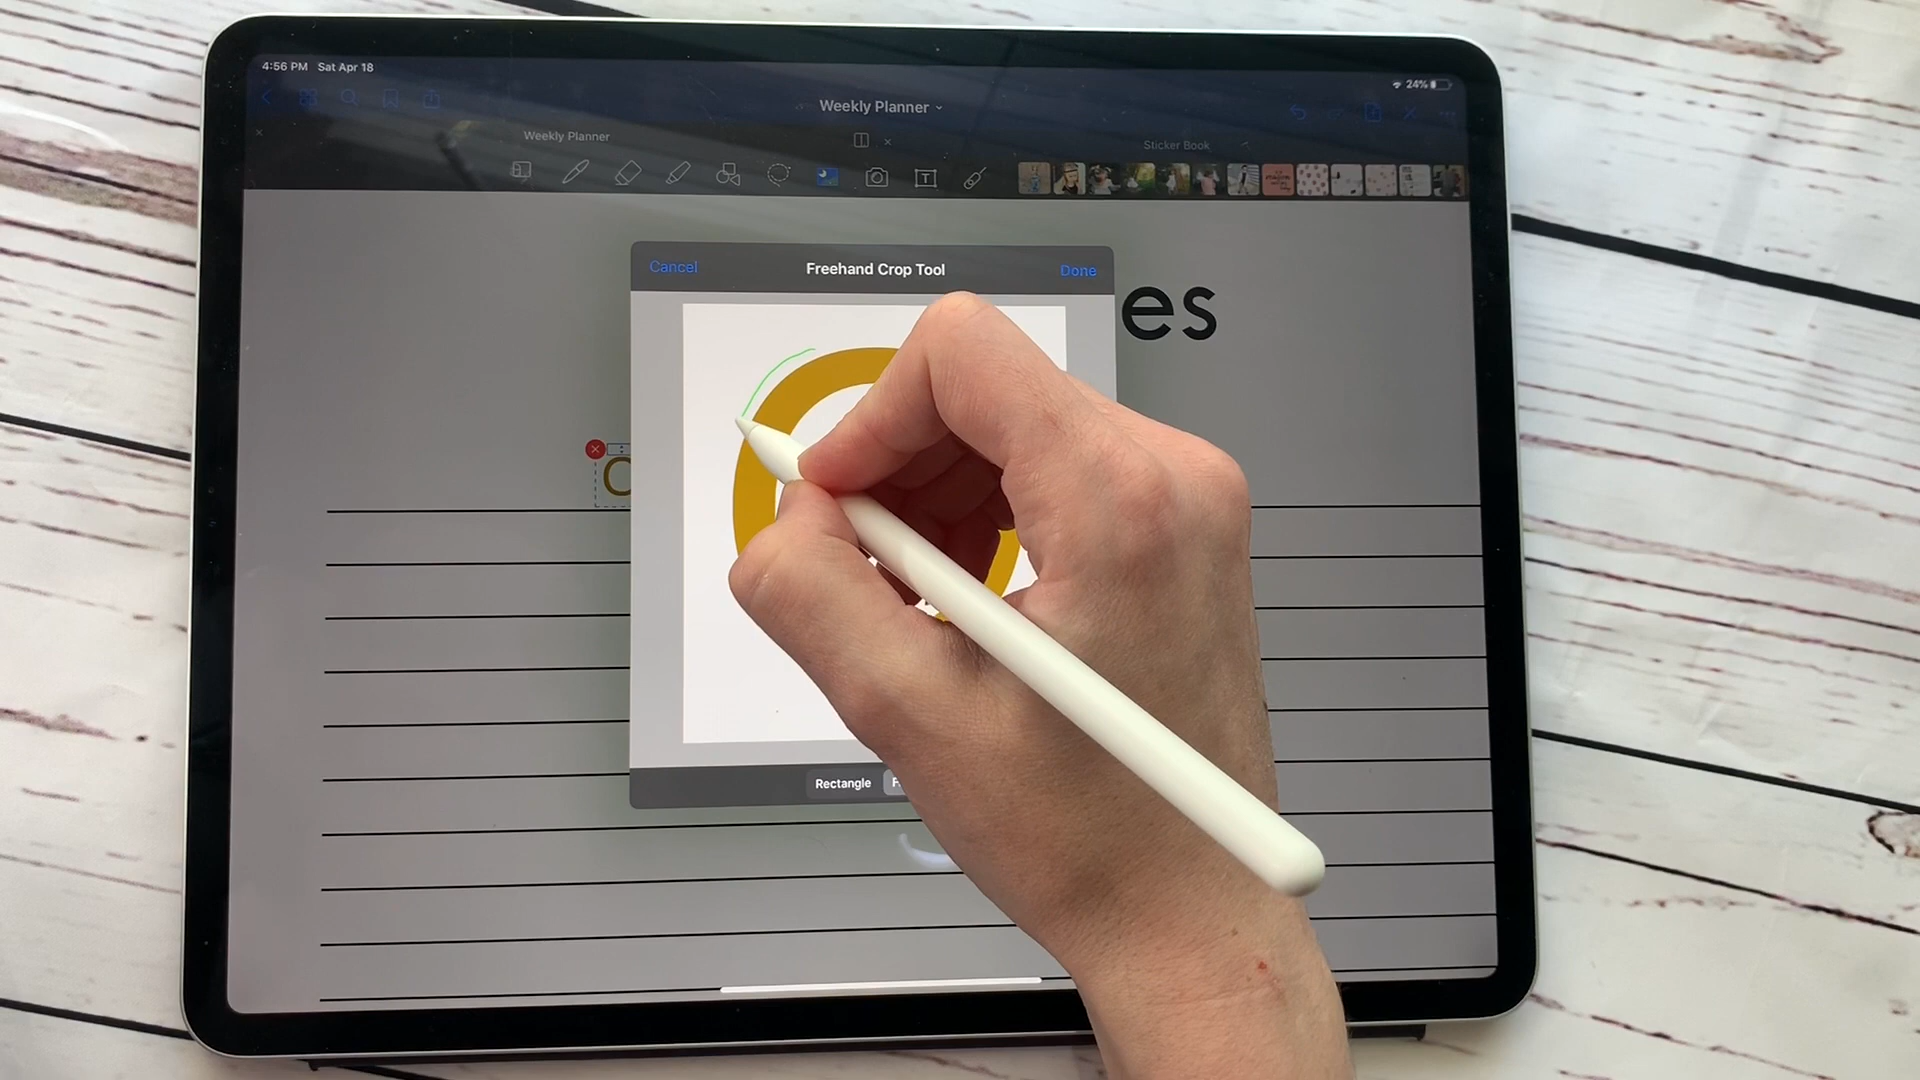 4:56 PM Sat Apr 18
24%
Weekly Planner
Weekly Planner
Sticker Book
T
Cancel
Freehand Crop Tool
Done
es
Rectangle